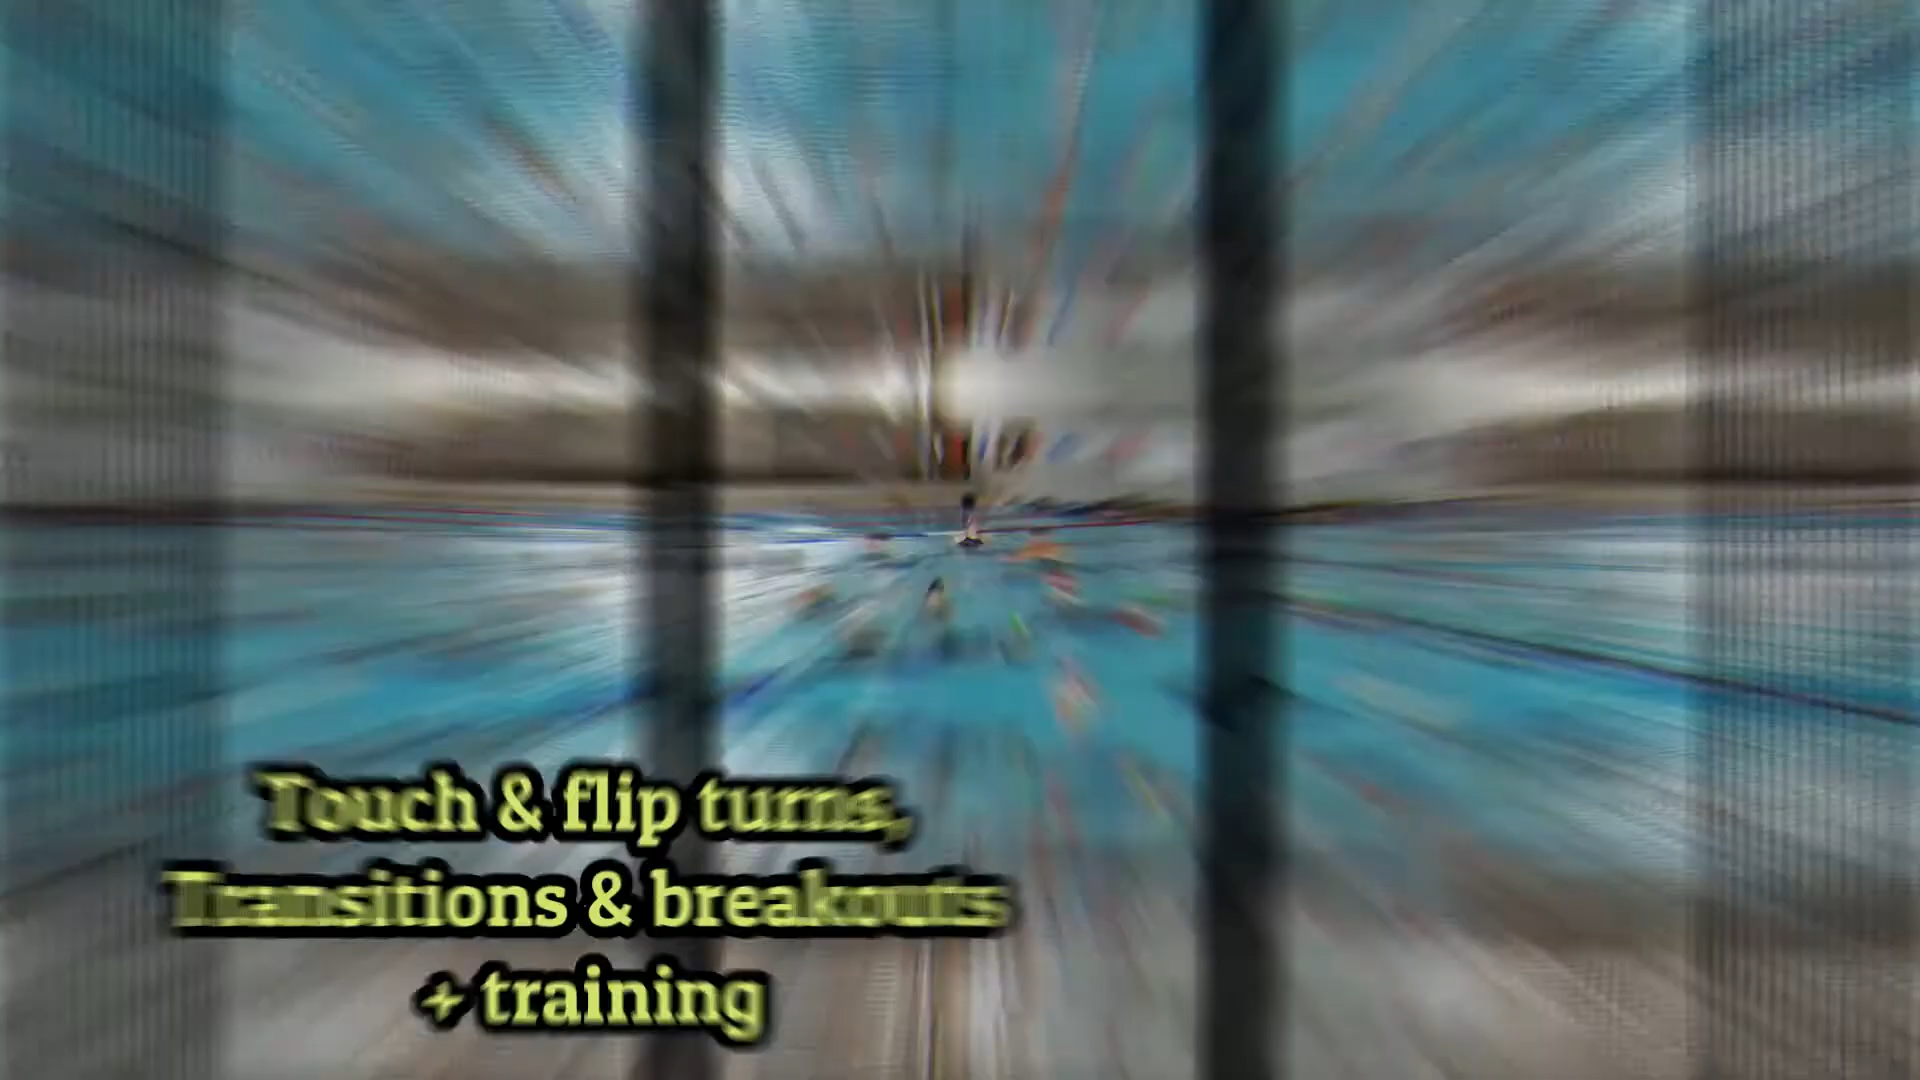 Touch & flip turns,
Transitions & breakouts
+ training